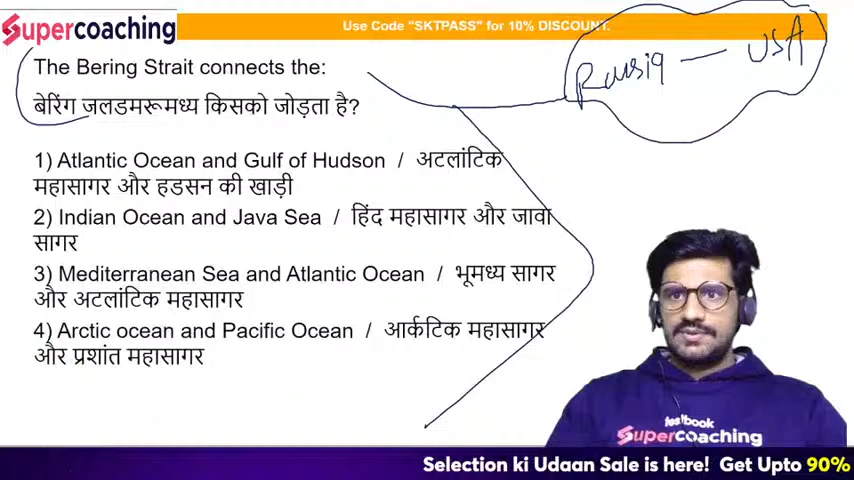 Supercoaching
Use Code "SKTPASS" for 10% DISCOUNT.
Russia — USA
The Bering Strait connects the:
बेरिंग जलडमरूमध्य किसको जोड़ता है?
1) Atlantic Ocean and Gulf of Hudson / अटलांटिक
महासागर और हडसन की खाड़ी
2) Indian Ocean and Java Sea / हिंद महासागर और जावा
सागर
3) Mediterranean Sea and Atlantic Ocean / भूमध्य सागर
और अटलांटिक महासागर
4) Arctic ocean and Pacific Ocean / आर्कटिक महासागर
और प्रशांत महासागर
testbook
Supercoaching
Selection ki Udaan Sale is here! Get Upto 90%